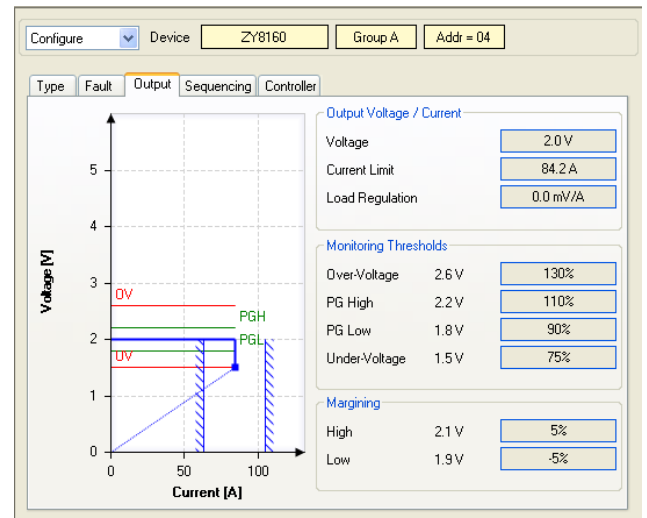 Configure Device ZY8160 Group A Addr = 04
Type Fault Output Sequencing Controller
Voltage [V]
5
4
3
2
1
0
OV
PGH
PGL
UV
0 50 100
Current [A]
Output Voltage / Current
Voltage 2.0 V
Current Limit 84.2 A
Load Regulation 0.0 mV/A
Monitoring Thresholds
Over-Voltage 2.6 V 130%
PG High 2.2 V 110%
PG Low 1.8 V 90%
Under-Voltage 1.5 V 75%
Margining
High 2.1 V 5%
Low 1.9 V -5%